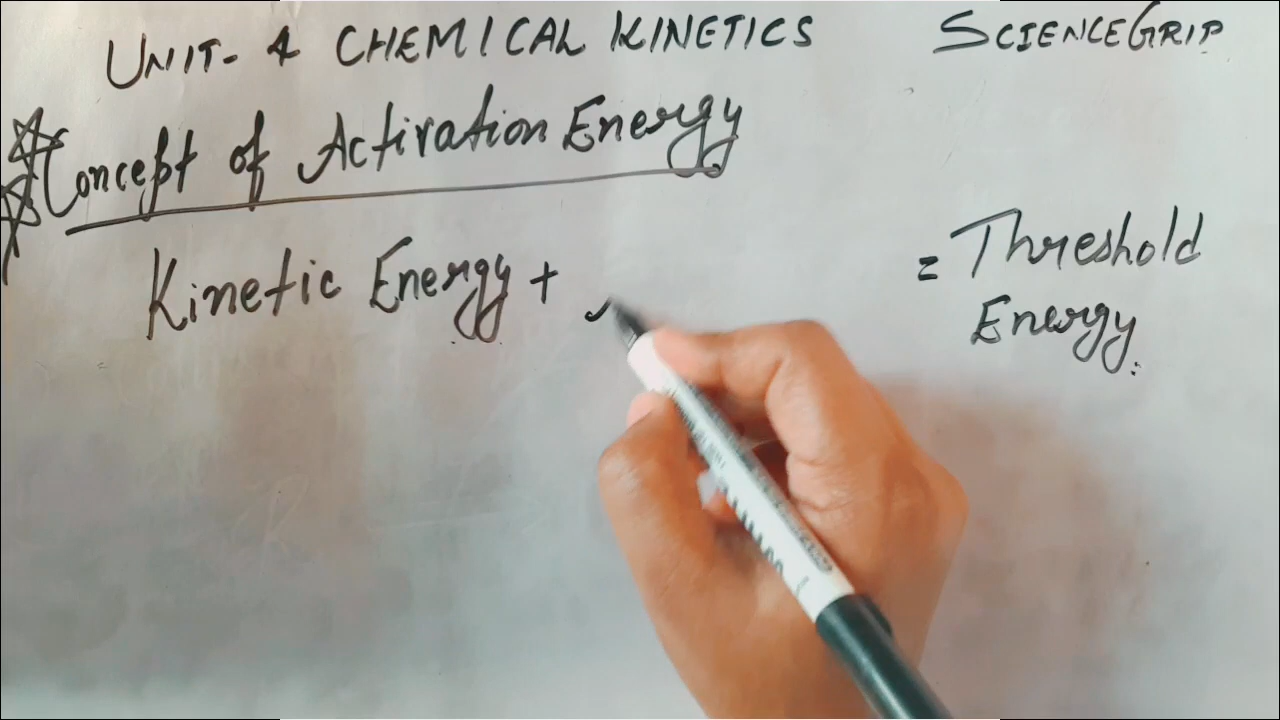 UNIT- 4 CHEMICAL KINETICS SCIENCEGRIP
Concept of Activation Energy
Kinetic Energy + = Threshold
Energy